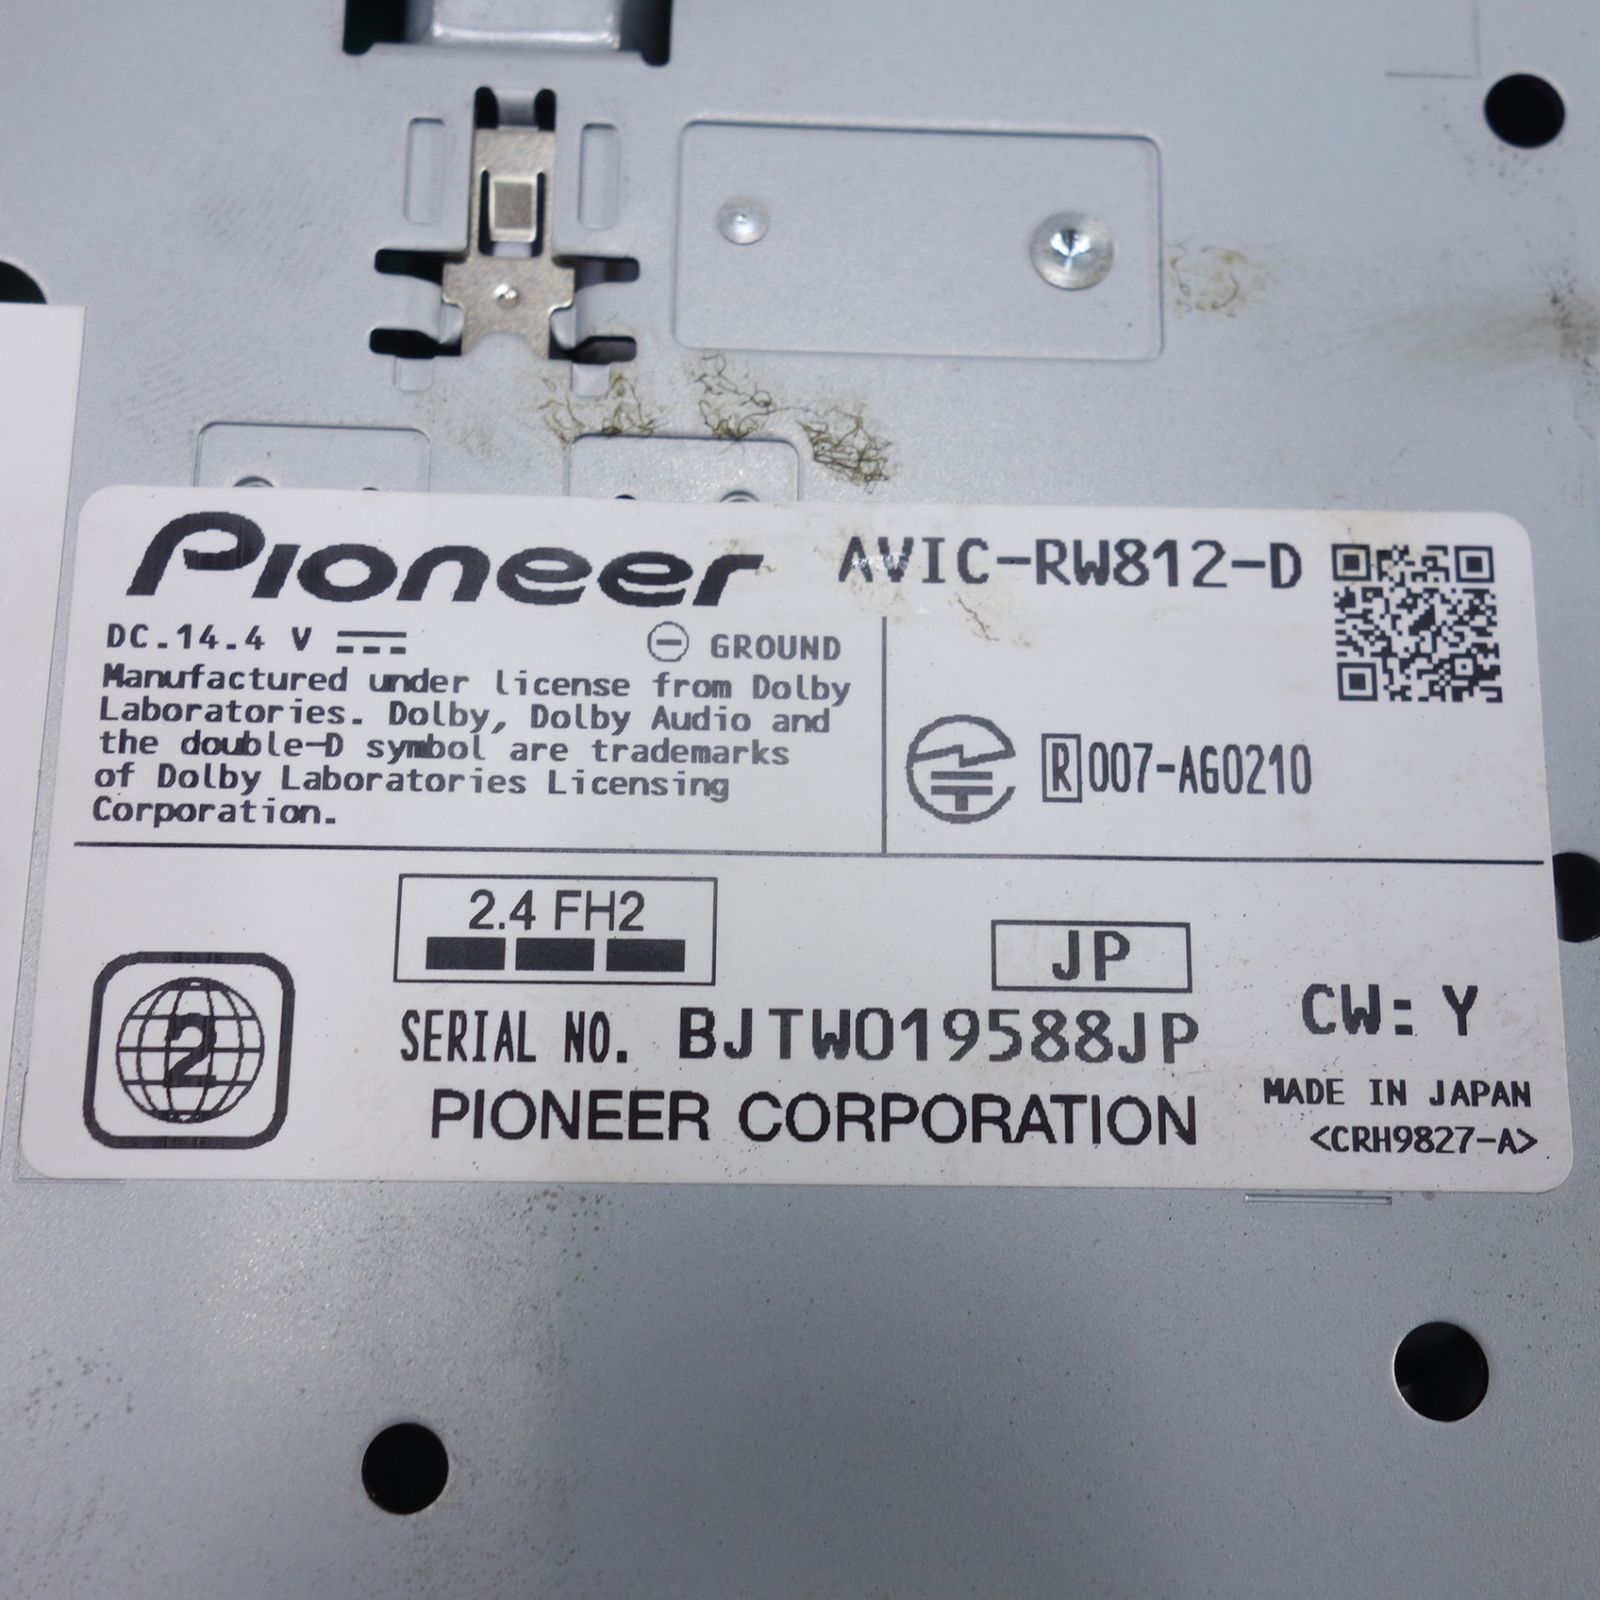 Pioneer AVIC-RW812-D
DC.14.4 V
GROUND
Manufactured under license from Dolby
Laboratories. Dolby, Dolby Audio and
the double-D symbol are trademarks
of Dolby Laboratories Licensing
Corporation.
R 007-AG0210
2.4 FH2
JP
2
SERIAL NO. BJTW019588JP
CW: Y
PIONEER CORPORATION
MADE IN JAPAN
<CRH9827-A>